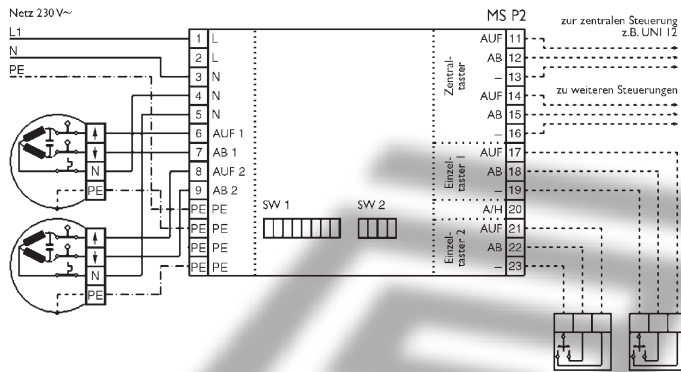 Netz 230 V~
MS P2
zur zentralen Steuerung
z.B. UNI 12
L1
N
PE
1 L
2 L
3 N
4 N
5 N
6 AUF 1
7 AB 1
8 AUF 2
9 AB 2
PE PE
PE PE
PE PE
PE PE
SW 1
SW 2
Zentral-
taster
Einzel-
taster 1
Einzel-
taster 2
AUF 11
AB 12
– 13
AUF 14
AB 15
– 16
AUF 17
AB 18
– 19
A/H 20
AUF 21
AB 22
– 23
zu weiteren Steuerungen
N
PE
N
PE